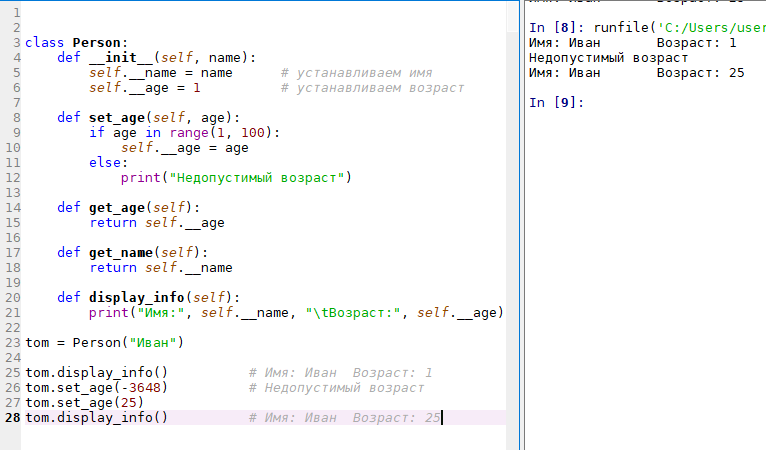 1
2
3 class Person:
4     def __init__(self, name):
5         self.__name = name      # устанавливаем имя
6         self.__age = 1          # устанавливаем возраст
7
8     def set_age(self, age):
9         if age in range(1, 100):
10             self.__age = age
11         else:
12             print("Недопустимый возраст")
13
14     def get_age(self):
15         return self.__age
16
17     def get_name(self):
18         return self.__name
19
20     def display_info(self):
21         print("Имя:", self.__name, "\tВозраст:", self.__age)
22
23 tom = Person("Иван")
24
25 tom.display_info()          # Имя: Иван  Возраст: 1
26 tom.set_age(-3648)          # Недопустимый возраст
27 tom.set_age(25)
28 tom.display_info()          # Имя: Иван  Возраст: 25
In [8]: runfile('C:/Users/user
Имя: Иван       Возраст: 1
Недопустимый возраст
Имя: Иван       Возраст: 25
In [9]: